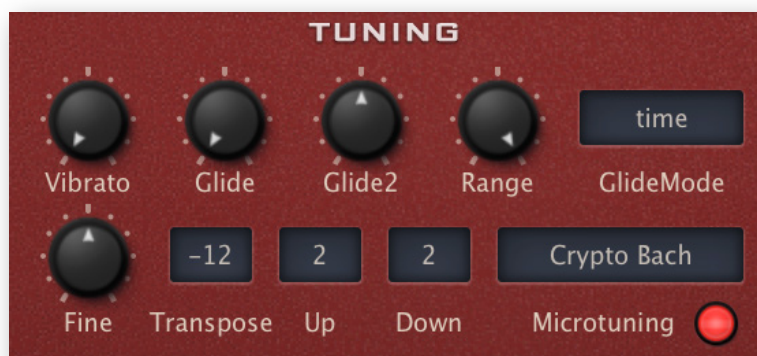 TUNING
time
Vibrato Glide Glide2 Range GlideMode
-12 2 2 Crypto Bach
Fine Transpose Up Down Microtuning